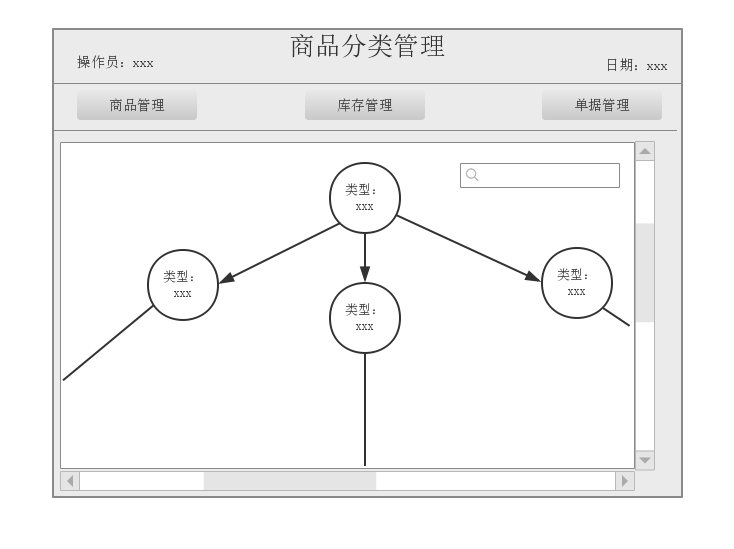 商品分类管理
操作员：xxx
日期：xxx
商品管理
库存管理
单据管理
类型：
xxx
类型：
xxx
类型：
xxx
类型：
xxx